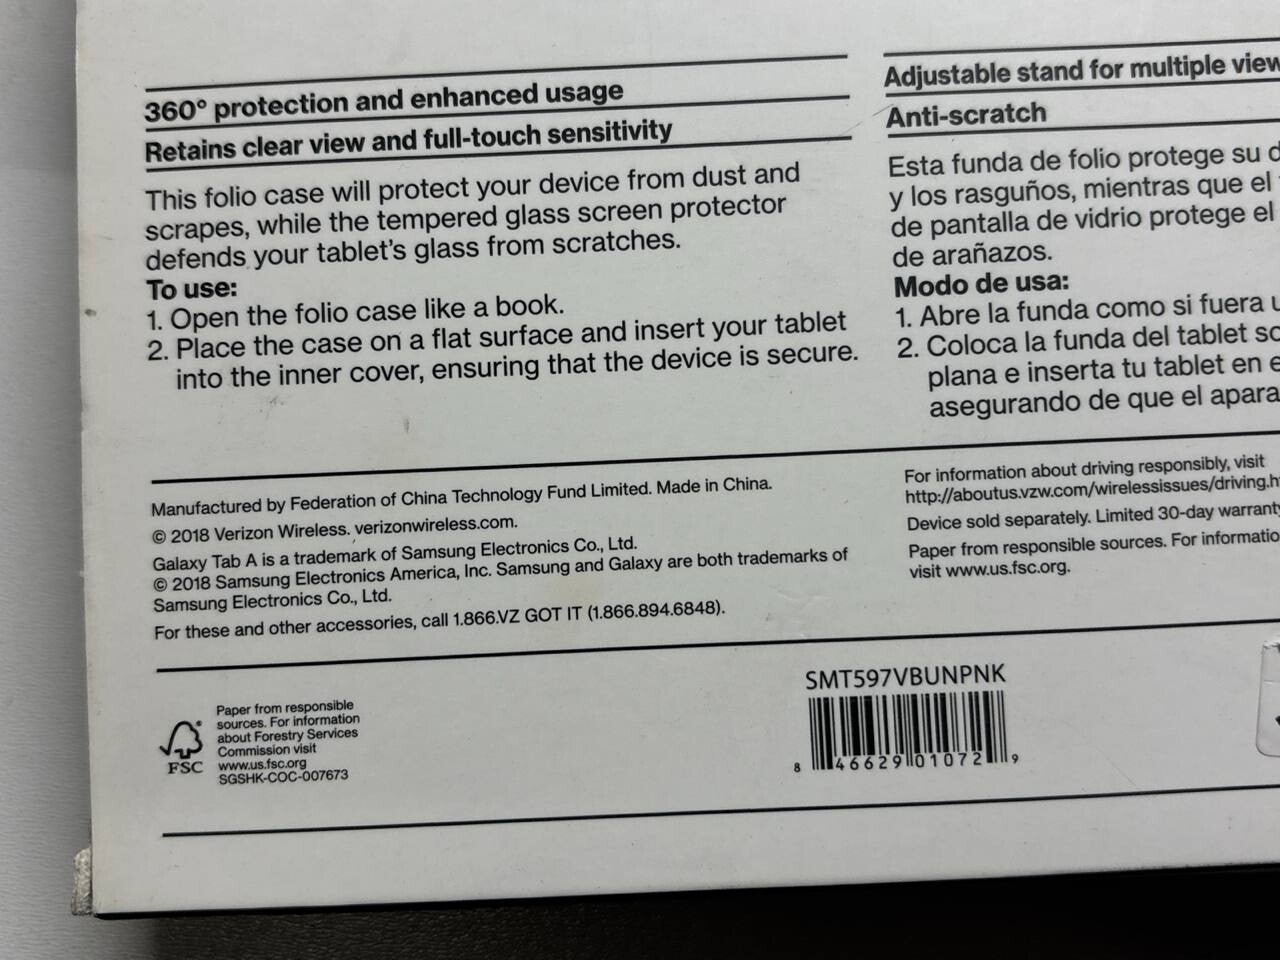 360° protection and enhanced usage
Retains clear view and full-touch sensitivity
This folio case will protect your device from dust and
scrapes, while the tempered glass screen protector
defends your tablet's glass from scratches.
To use:
1. Open the folio case like a book.
2. Place the case on a flat surface and insert your tablet
into the inner cover, ensuring that the device is secure.
Adjustable stand for multiple view
Anti-scratch
Esta funda de folio protege su d
y los rasguños, mientras que el
de pantalla de vidrio protege el
de arañazos.
Modo de usa:
1. Abre la funda como si fuera u
2. Coloca la funda del tablet so
plana e inserta tu tablet en e
asegurando de que el apara
Manufactured by Federation of China Technology Fund Limited. Made in China.
© 2018 Verizon Wireless. verizonwireless.com.
Galaxy Tab A is a trademark of Samsung Electronics Co., Ltd.
© 2018 Samsung Electronics America, Inc. Samsung and Galaxy are both trademarks of
Samsung Electronics Co., Ltd.
For these and other accessories, call 1.866.VZ GOT IT (1.866.894.6848).
For information about driving responsibly, visit
http://aboutus.vzw.com/wirelessissues/driving.h
Device sold separately. Limited 30-day warranty
Paper from responsible sources. For informatio
visit www.us.fsc.org.
FSC
Paper from responsible
sources. For information
about Forestry Services
Commission visit
www.us.fsc.org
SGSHK-COC-007673
SMT597VBUNPNK
8 46629 01072 9